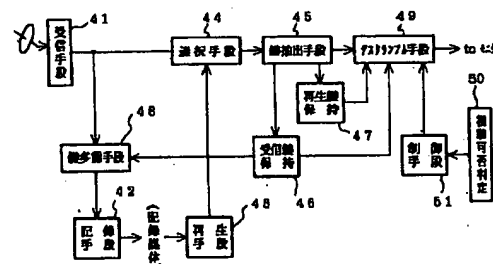 41
受信手段
44
選択手段
45
鍵抽出手段
49
デスクランブル手段
to
50
視聴可否判定
再生鍵
保持
47
48
鍵多重手段
受信鍵
保持
46
制御
手段
51
42
記録
手段
(記録媒体)
43
再生
手段